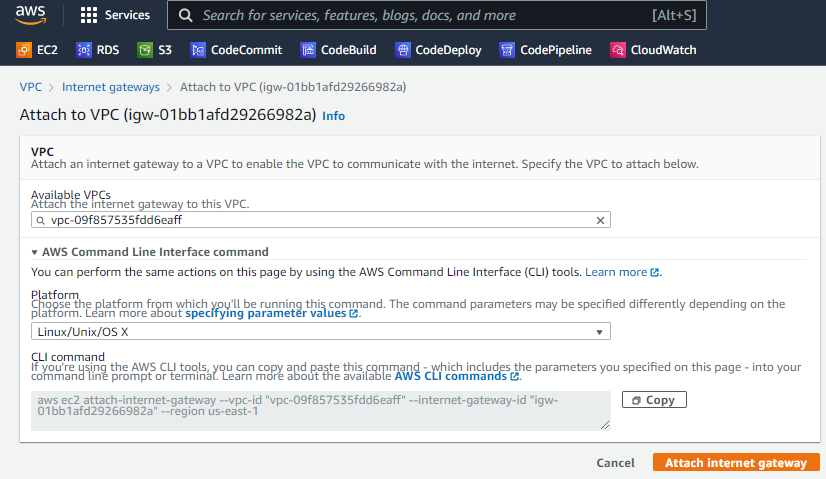 aws
Services
Search for services, features, blogs, docs, and more [Alt+S]
EC2 RDS S3 CodeCommit CodeBuild CodeDeploy CodePipeline CloudWatch
VPC > Internet gateways > Attach to VPC (igw-01bb1afd29266982a)
Attach to VPC (igw-01bb1afd29266982a) Info
VPC
Attach an internet gateway to a VPC to enable the VPC to communicate with the internet. Specify the VPC to attach below.
Available VPCs
Attach the internet gateway to this VPC.
vpc-09f857535fdd6eaff
AWS Command Line Interface command
You can perform the same actions on this page by using the AWS Command Line Interface (CLI) tools. Learn more.
Platform
Choose the platform from which you'll be running this command. The command parameters may be specified differently depending on the
platform. Learn more about specifying parameter values.
Linux/Unix/OS X
CLI command
If you're using the AWS CLI tools, you can copy and paste this command - which includes the parameters you specified on this page - into your
command line prompt or terminal. Learn more about the available AWS CLI commands.
aws ec2 attach-internet-gateway --vpc-id "vpc-09f857535fdd6eaff" --internet-gateway-id "igw-
01bb1afd29266982a" --region us-east-1
Copy
Cancel
Attach internet gateway